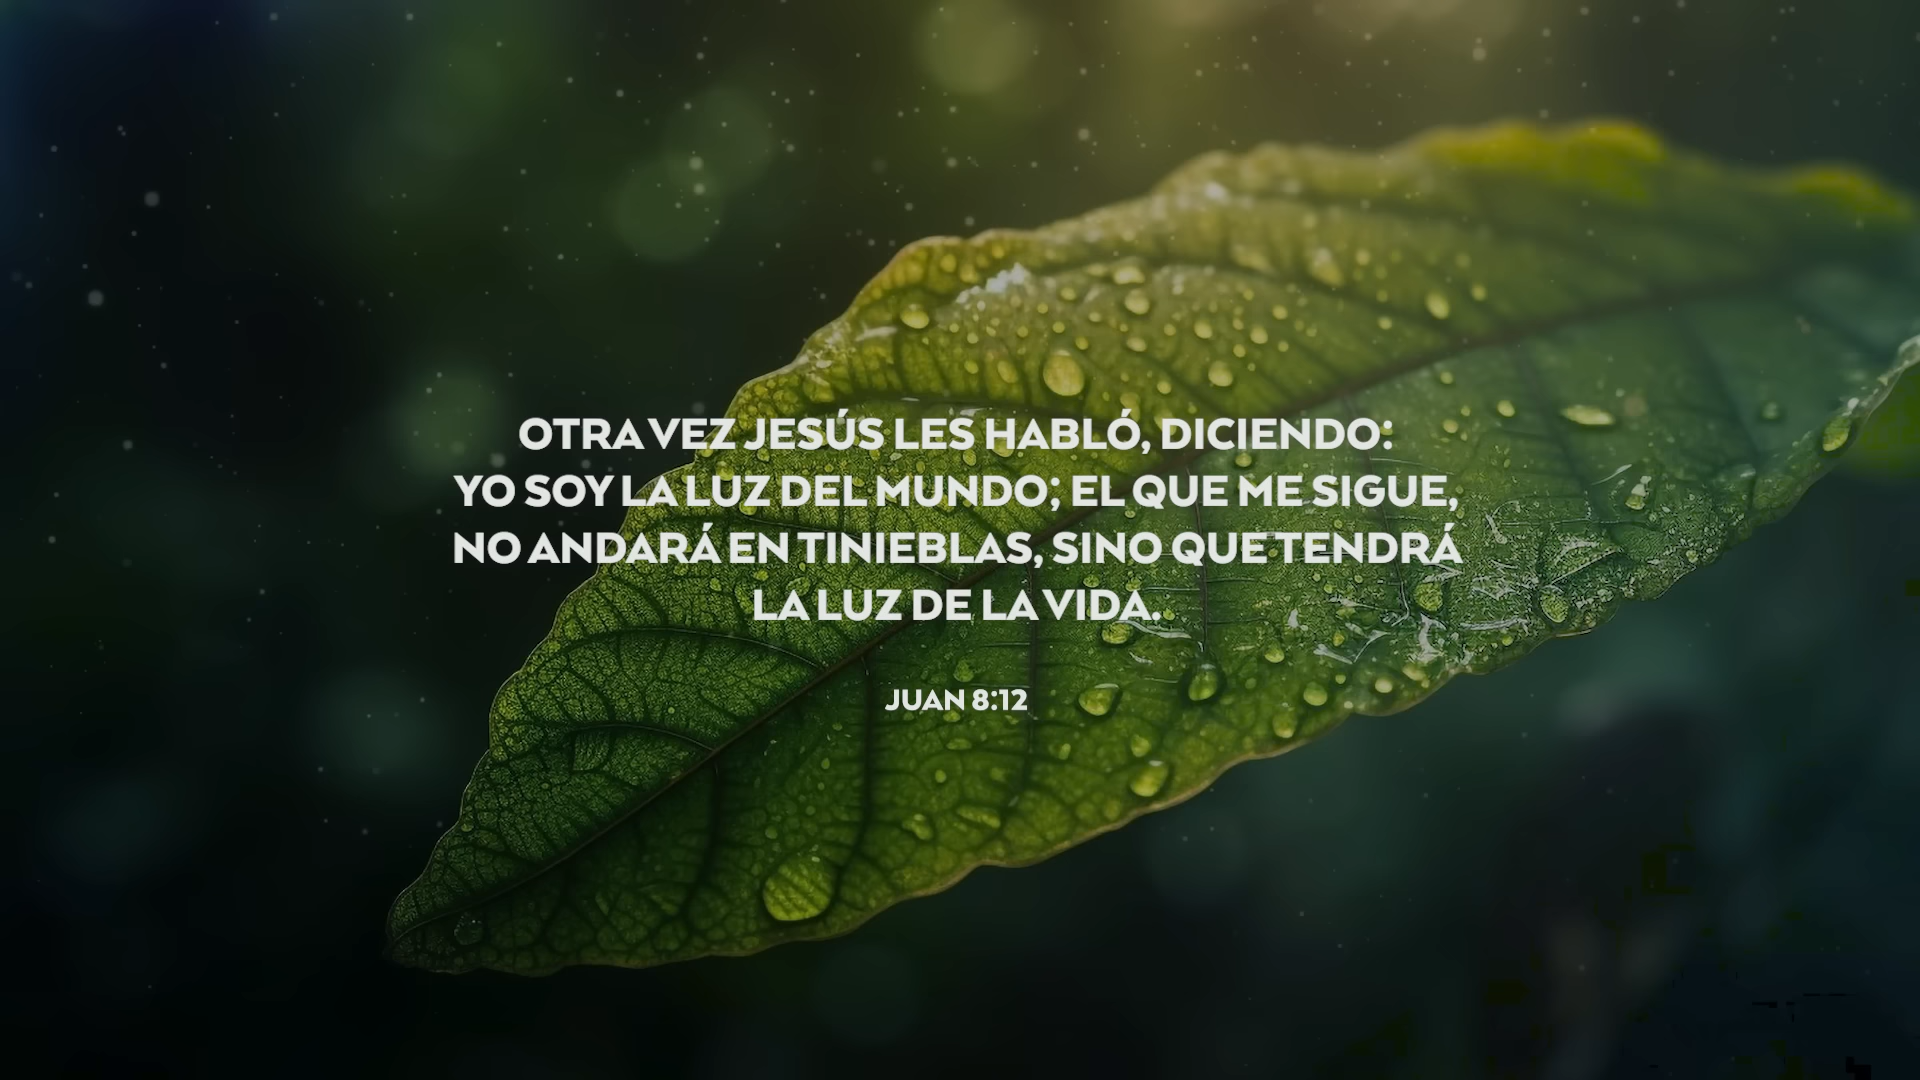 OTRA VEZ JESÚS LES HABLÓ, DICIENDO:
YO SOY LA LUZ DEL MUNDO; EL QUE ME SIGUE,
NO ANDARÁ EN TINIEBLAS, SINO QUE TENDRÁ
LA LUZ DE LA VIDA.
JUAN 8:12